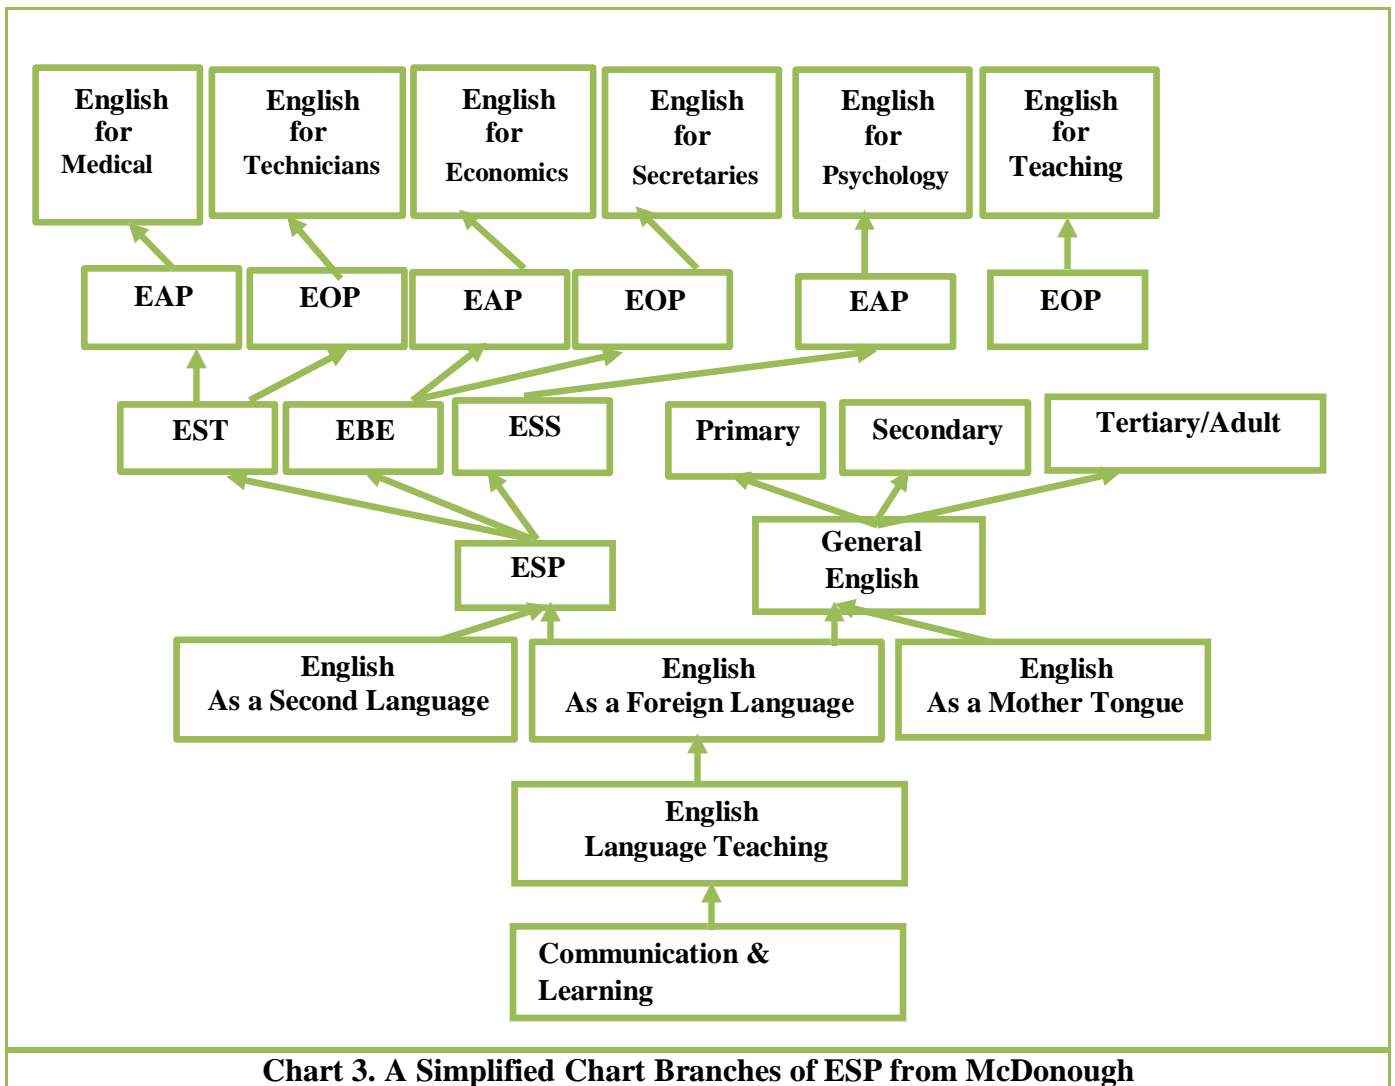 English
for
Medical
English
for
Technicians
English
for
Economics
English
for
Secretaries
English
for
Psychology
English
for
Teaching
EAP
EOP
EAP
EOP
EAP
EOP
EST
EBE
ESS
Primary
Secondary
Tertiary/Adult
ESP
General
English
English
As a Second Language
English
As a Foreign Language
English
As a Mother Tongue
English
Language Teaching
Communication &
Learning
Chart 3. A Simplified Chart Branches of ESP from McDonough